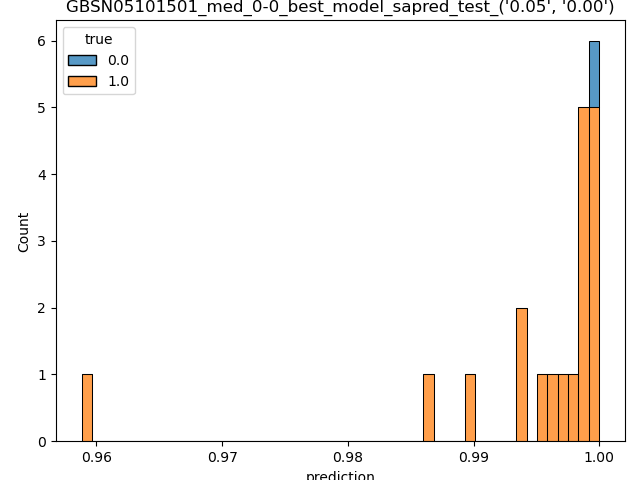 GBSN05101501_med_0-0_best_model_sapred_test_('0.05', '0.00')
true
0.0
1.0
6
5
4
3
2
1
0
Count
0.96 0.97 0.98 0.99 1.00
prediction